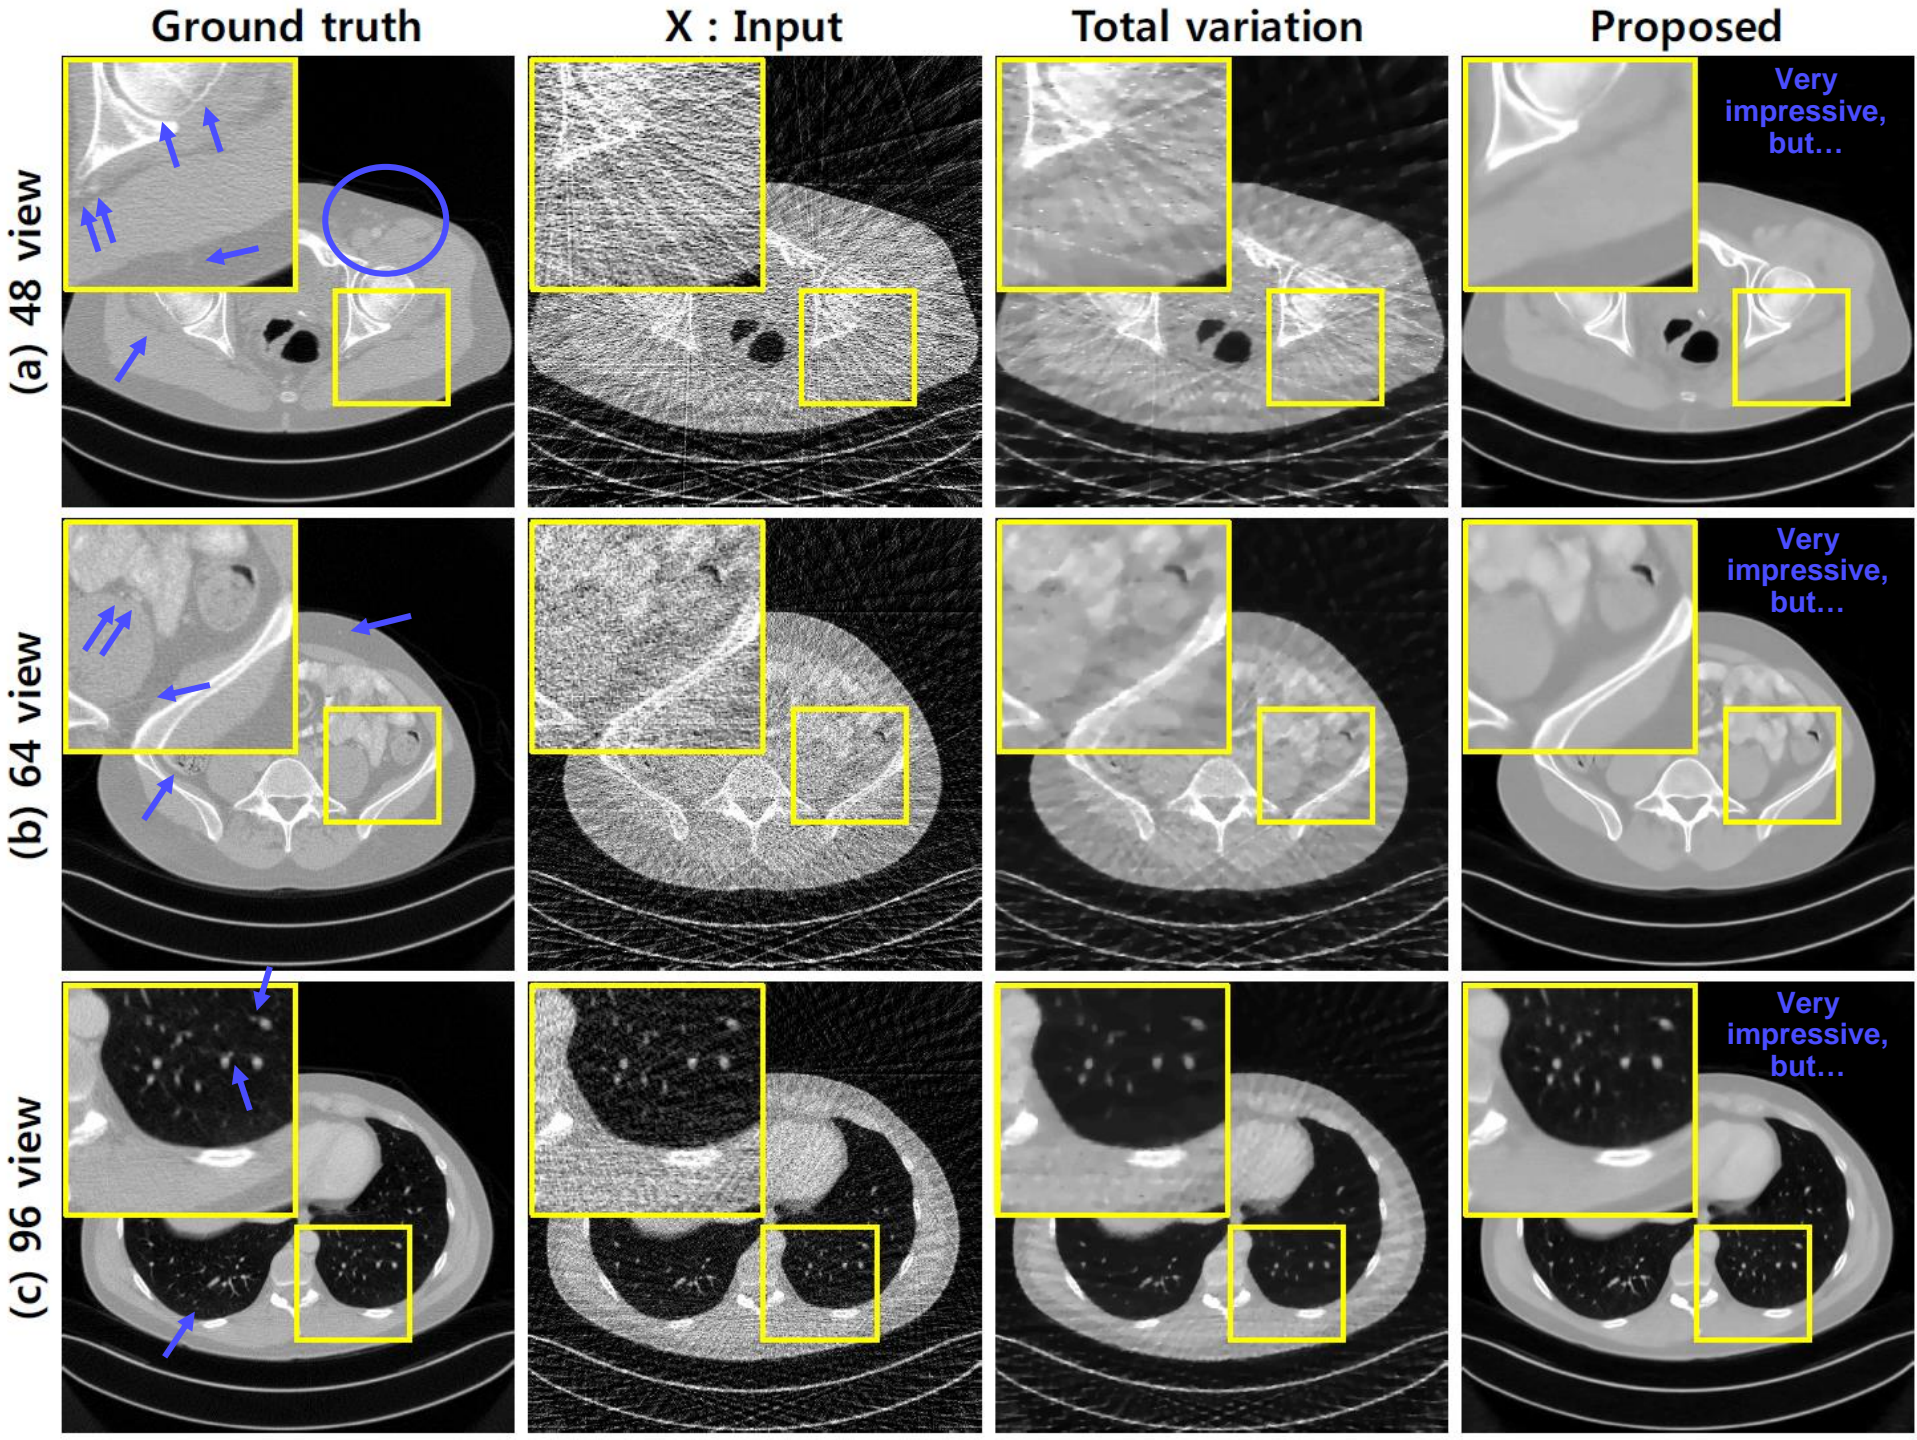 Ground truth
X : Input
Total variation
Proposed
(a) 48 view
Very
impressive,
but...
(b) 64 view
Very
impressive,
but...
(c) 96 view
Very
impressive,
but...